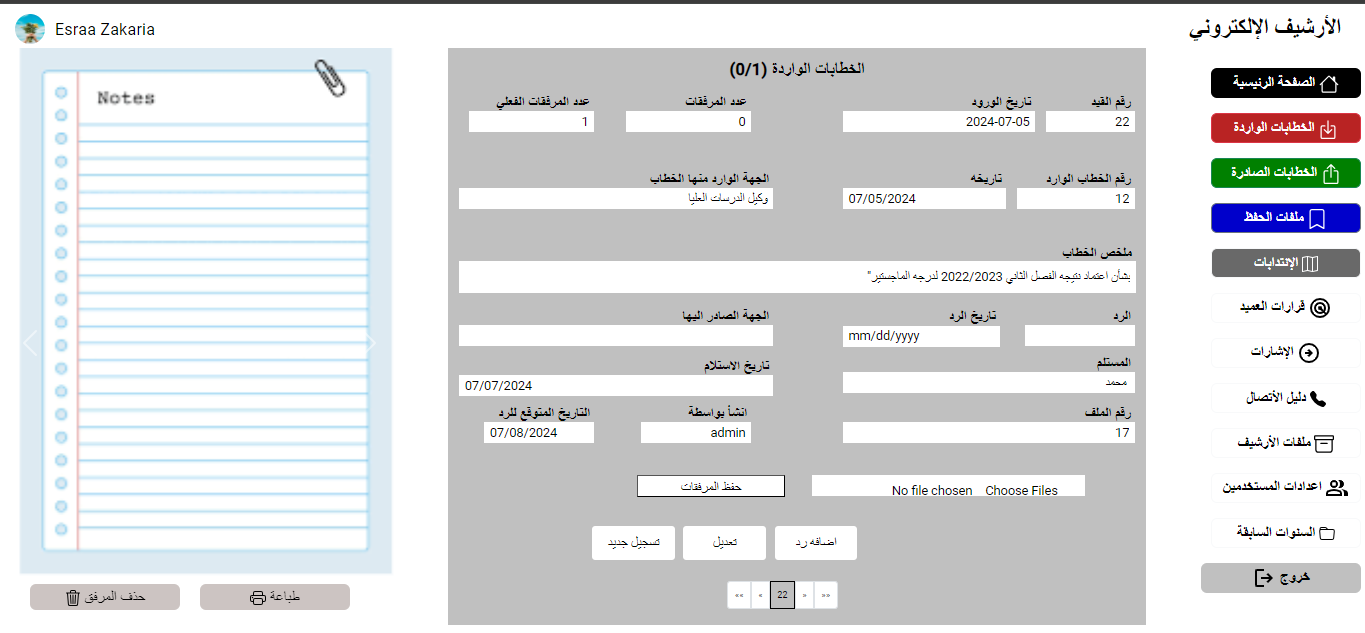 الأرشيف الإلكتروني
Esraa Zakaria
الصفحة الرئيسية
الخطابات الواردة
الخطابات الصادرة
ملفات الحفظ
الإنتدابات
قرارات العميد
الإشارات
دليل الأتصال
ملفات الأرشيف
اعدادات المستخدمين
السنوات السابقة
خروج
الخطابات الواردة (0/1)
رقم القيد
22
تاريخ الورود
2024-07-05
عدد المرفقات
0
عدد المرفقات الفعلي
1
رقم الخطاب الوارد
12
تاريخه
07/05/2024
الجهة الوارد منها الخطاب
وكيل الدرسات العليا
ملخص الخطاب
بشأن اعتماد نتيجه الفصل الثاني 2022/2023 لدرجه الماجستير"
الرد
تاريخ الرد
mm/dd/yyyy
الجهة الصادر اليها
المستلم
محمد
تاريخ الاستلام
07/07/2024
رقم الملف
17
انشأ بواسطة
admin
التاريخ المتوقع للرد
07/08/2024
Choose Files
No file chosen
حفظ المرفقات
اضافه رد
تعديل
تسجيل جديد
«« « 22 » »»
Notes
طباعة
حذف المرفق